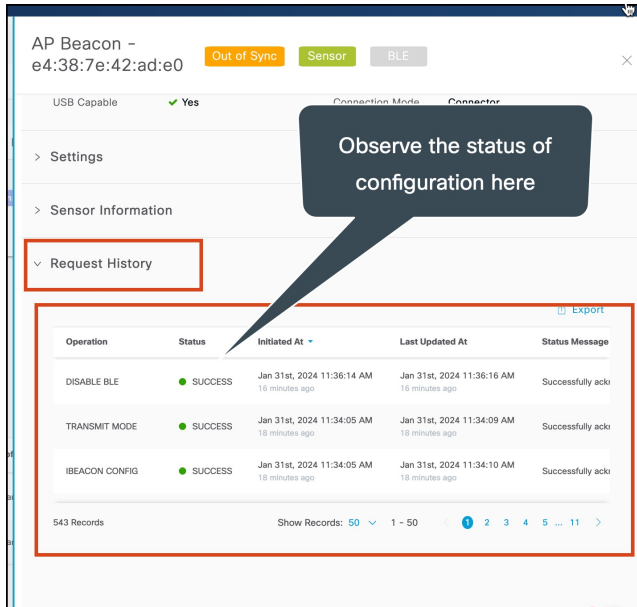 AP Beacon -
e4:38:7e:42:ad:e0
Out of Sync
Sensor
BLE
USB Capable
Yes
Connection Mode
Connector
Observe the status of
configuration here
Settings
Sensor Information
Request History
Export
Operation Status Initiated At Last Updated At Status Message
DISABLE BLE SUCCESS Jan 31st, 2024 11:36:14 AM Jan 31st, 2024 11:36:16 AM Successfully
16 minutes ago 16 minutes ago
TRANSMIT MODE SUCCESS Jan 31st, 2024 11:34:05 AM Jan 31st, 2024 11:34:09 AM Successfully
18 minutes ago 18 minutes ago
IBEACON CONFIG SUCCESS Jan 31st, 2024 11:34:05 AM Jan 31st, 2024 11:34:10 AM Successfully
18 minutes ago 18 minutes ago
543 Records Show Records: 50 1 - 50 1 2 3 4 5 ... 11